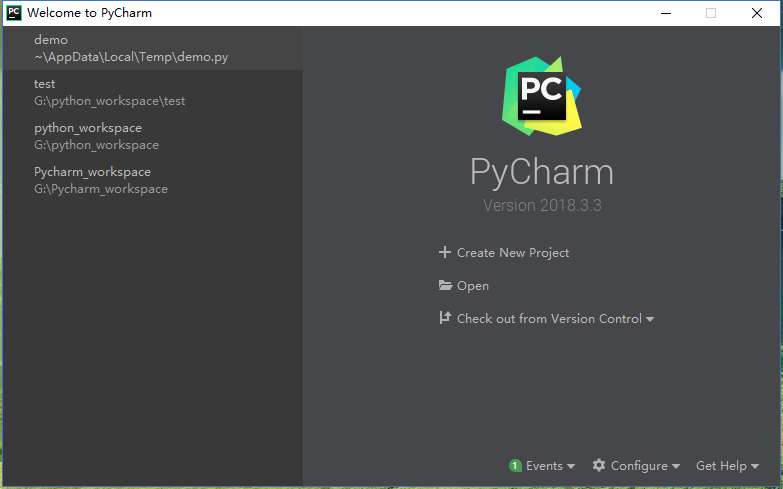 Welcome to PyCharm
demo
~\AppData\Local\Temp\demo.py
test
G:\python_workspace\test
python_workspace
G:\python_workspace
Pycharm_workspace
G:\Pycharm_workspace
PC
PyCharm
Version 2018.3.3
Create New Project
Open
Check out from Version Control
1 Events Configure Get Help